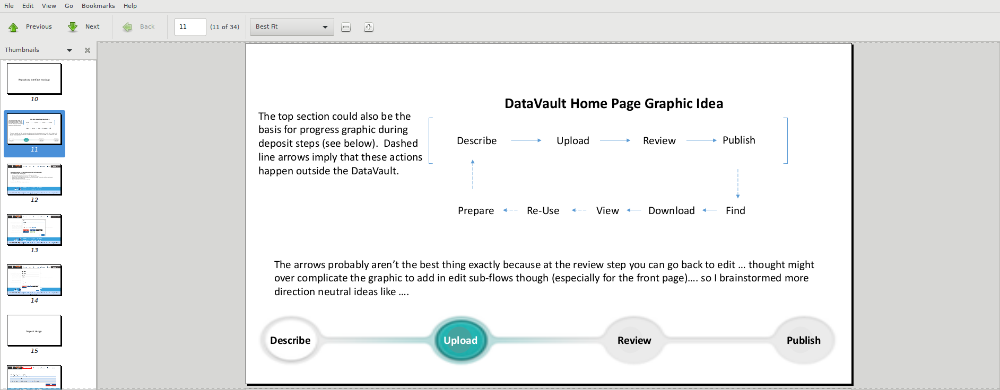 File Edit View Go Bookmarks Help
Previous Next Back 11 (11 of 34) Best Fit
Thumbnails
Repository interface mockup
10
11
12
13
14
Deposit design
15
DataVault Home Page Graphic Idea
The top section could also be the
basis for progress graphic during
deposit steps (see below). Dashed
line arrows imply that these actions
happen outside the DataVault.
Describe Upload Review Publish
Prepare Re-Use View Download Find
The arrows probably aren’t the best thing exactly because at the review step you can go back to edit … thought might
over complicate the graphic to add in edit sub-flows though (especially for the front page)…. so I brainstormed more
direction neutral ideas like ….
Describe Upload Review Publish